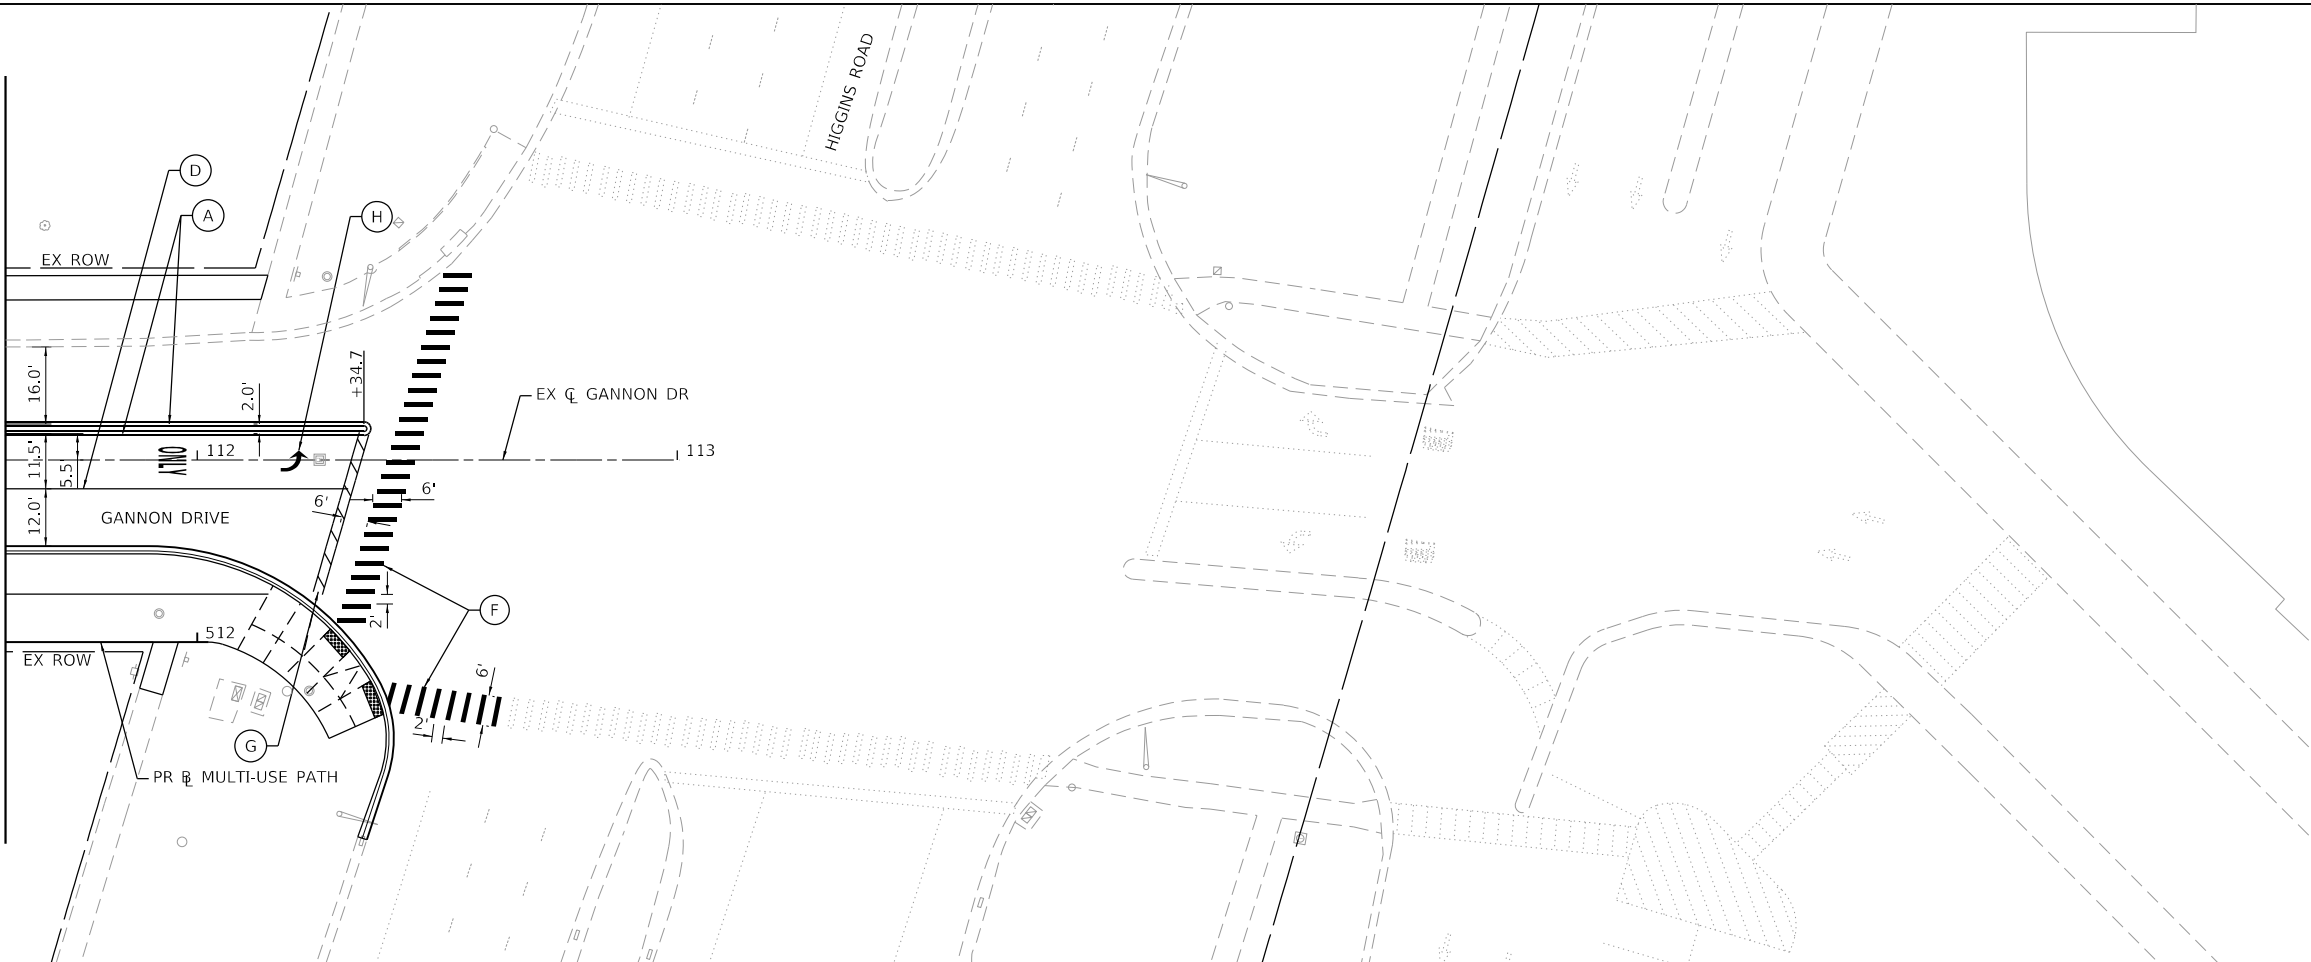 HIGGINS ROAD
D
A
H
EX ROW
16.0'
2.0'
+34.7
EX ℄ GANNON DR
11.5'
5.5'
ONLY
112
113
6'
6'
12.0'
GANNON DRIVE
F
2'
512
EX ROW
6'
2'
G
PR BL MULTI-USE PATH